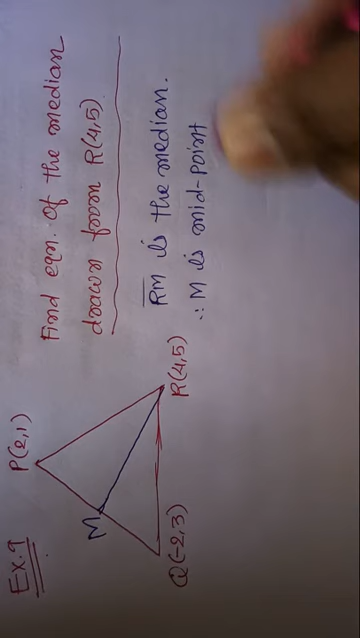 Ex.9
P(2,1)
M
Q(-2,3)
R(4,5)
Find eqn. of the median
drawn from R(4,5)
RM is the median.
∴ M is mid-point